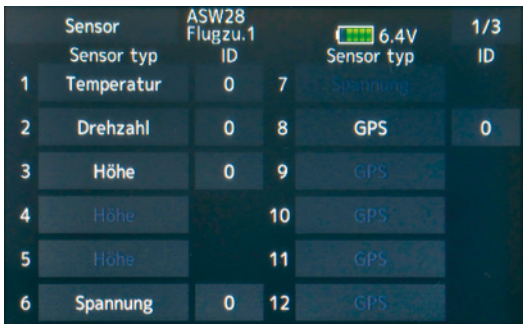 Sensor ASW28 Flugzu.1 6.4V 1/3
Sensor typ ID Sensor typ ID
1 Temperatur 0 7 Spannung
2 Drehzahl 0 8 GPS 0
3 Höhe 0 9 GPS
4 Höhe 10 GPS
5 Höhe 11 GPS
6 Spannung 0 12 GPS